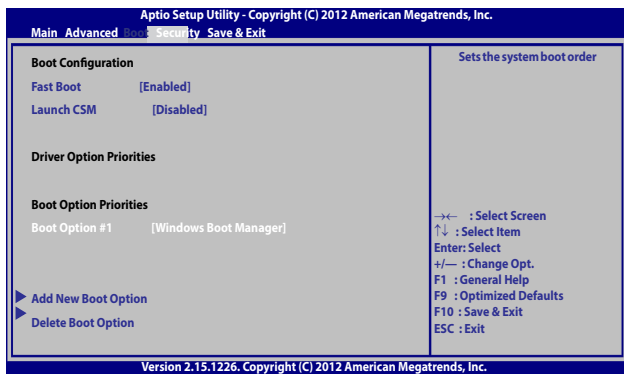 Aptio Setup Utility - Copyright (C) 2012 American Megatrends, Inc.
Main Advanced Boot Security Save & Exit
Boot Configuration
Fast Boot [Enabled]
Launch CSM [Disabled]
Driver Option Priorities
Boot Option Priorities
Boot Option #1 [Windows Boot Manager]
Add New Boot Option
Delete Boot Option
Sets the system boot order
→← : Select Screen
↑↓ : Select Item
Enter: Select
+/— : Change Opt.
F1 : General Help
F9 : Optimized Defaults
F10 : Save & Exit
ESC : Exit
Version 2.15.1226. Copyright (C) 2012 American Megatrends, Inc.